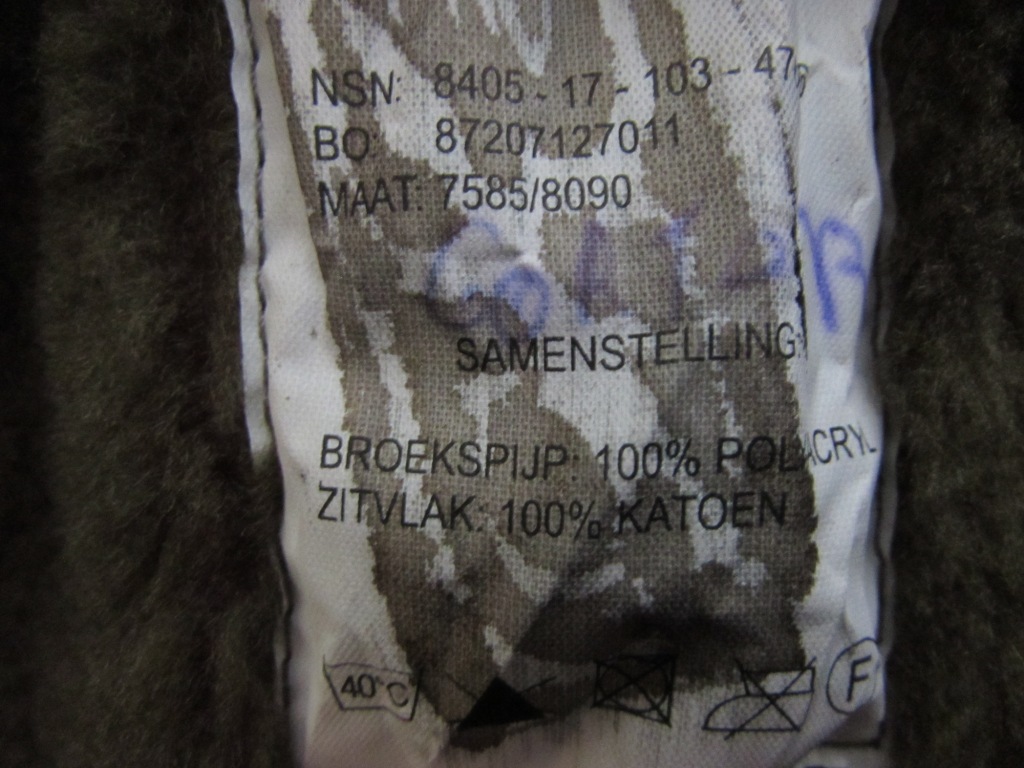 NSN: 8405-17-103-47
BO: 87207127011
MAAT: 7585/8090
SAMENSTELLING:
BROEKSPIJP: 100% POLYACRYL
ZITVLAK: 100% KATOEN
40°C
F